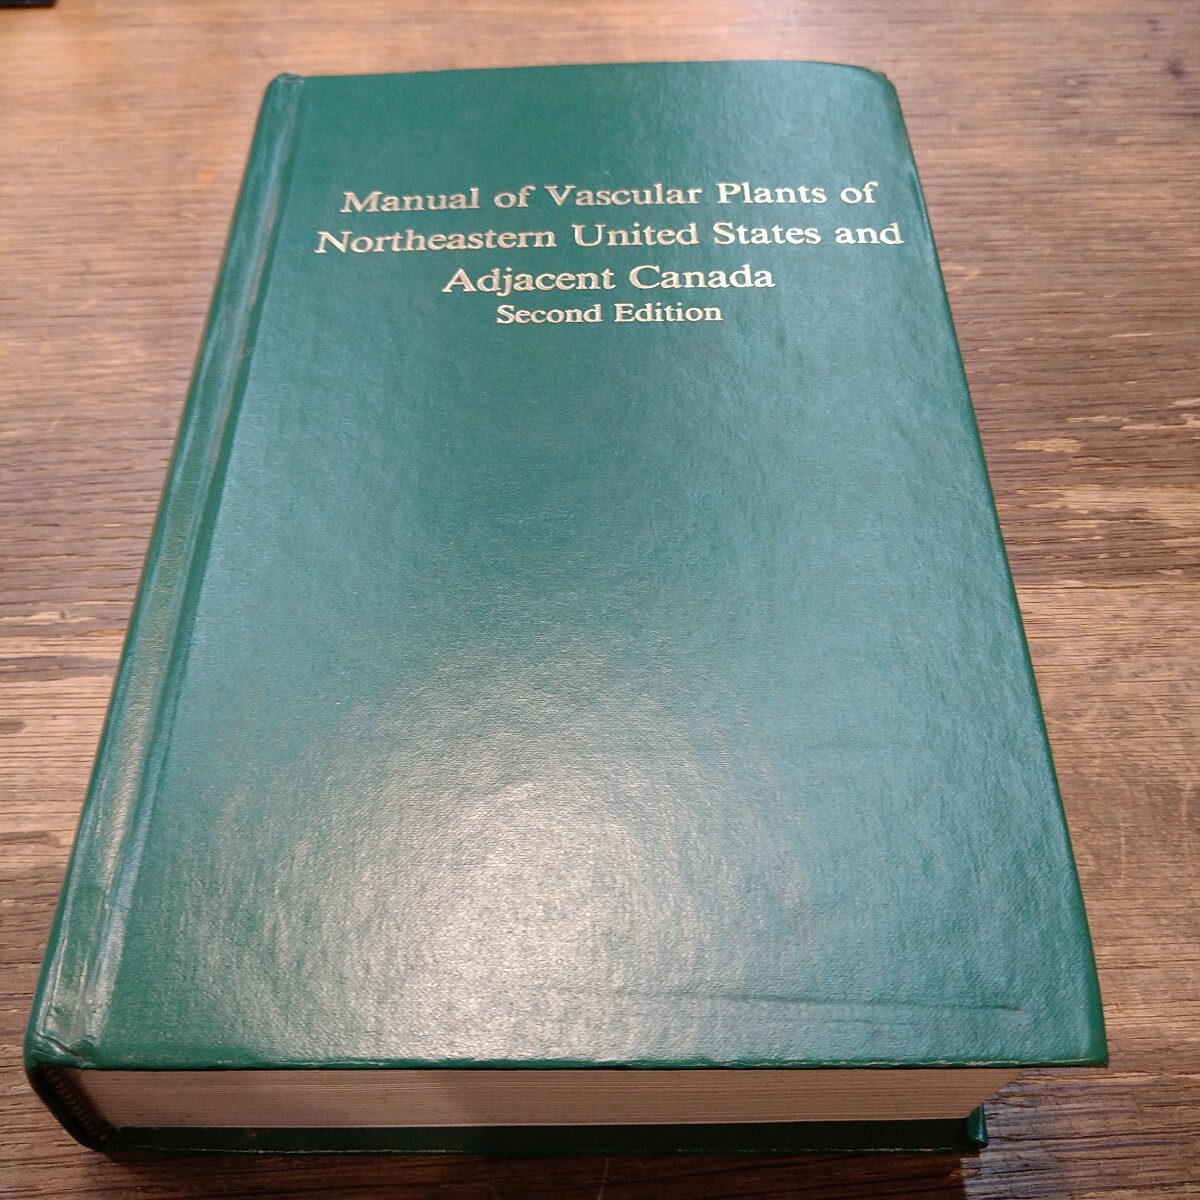 Manual of Vascular Plants of
Northeastern United States and
Adjacent Canada
Second Edition